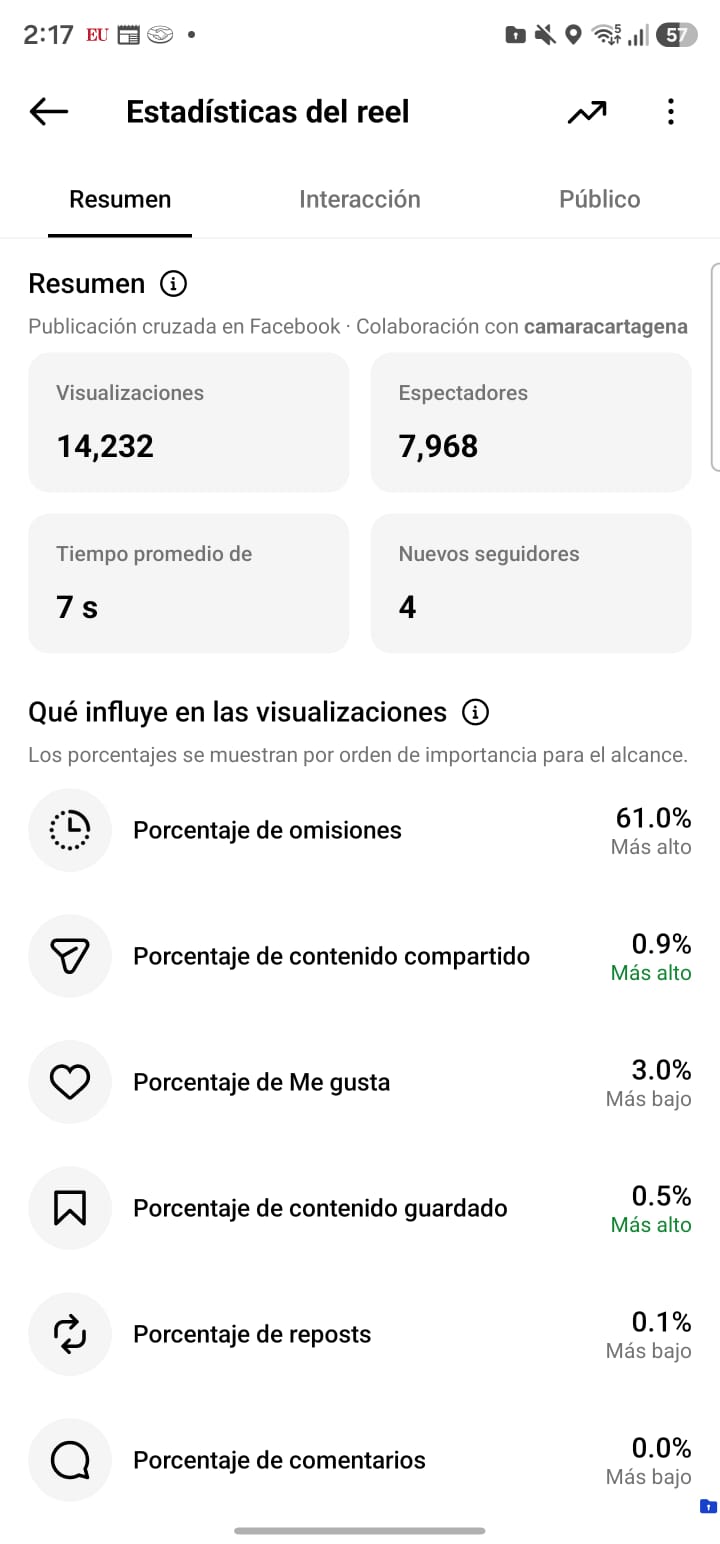 2:17 EU
5 57
Estadísticas del reel
Resumen Interacción Público
Resumen
Publicación cruzada en Facebook · Colaboración con camaracartagena
Visualizaciones Espectadores
14,232 7,968
Tiempo promedio de Nuevos seguidores
7 s 4
Qué influye en las visualizaciones
Los porcentajes se muestran por orden de importancia para el alcance.
Porcentaje de omisiones 61.0%
Más alto
Porcentaje de contenido compartido 0.9%
Más alto
Porcentaje de Me gusta 3.0%
Más bajo
Porcentaje de contenido guardado 0.5%
Más alto
Porcentaje de reposts 0.1%
Más bajo
Porcentaje de comentarios 0.0%
Más bajo